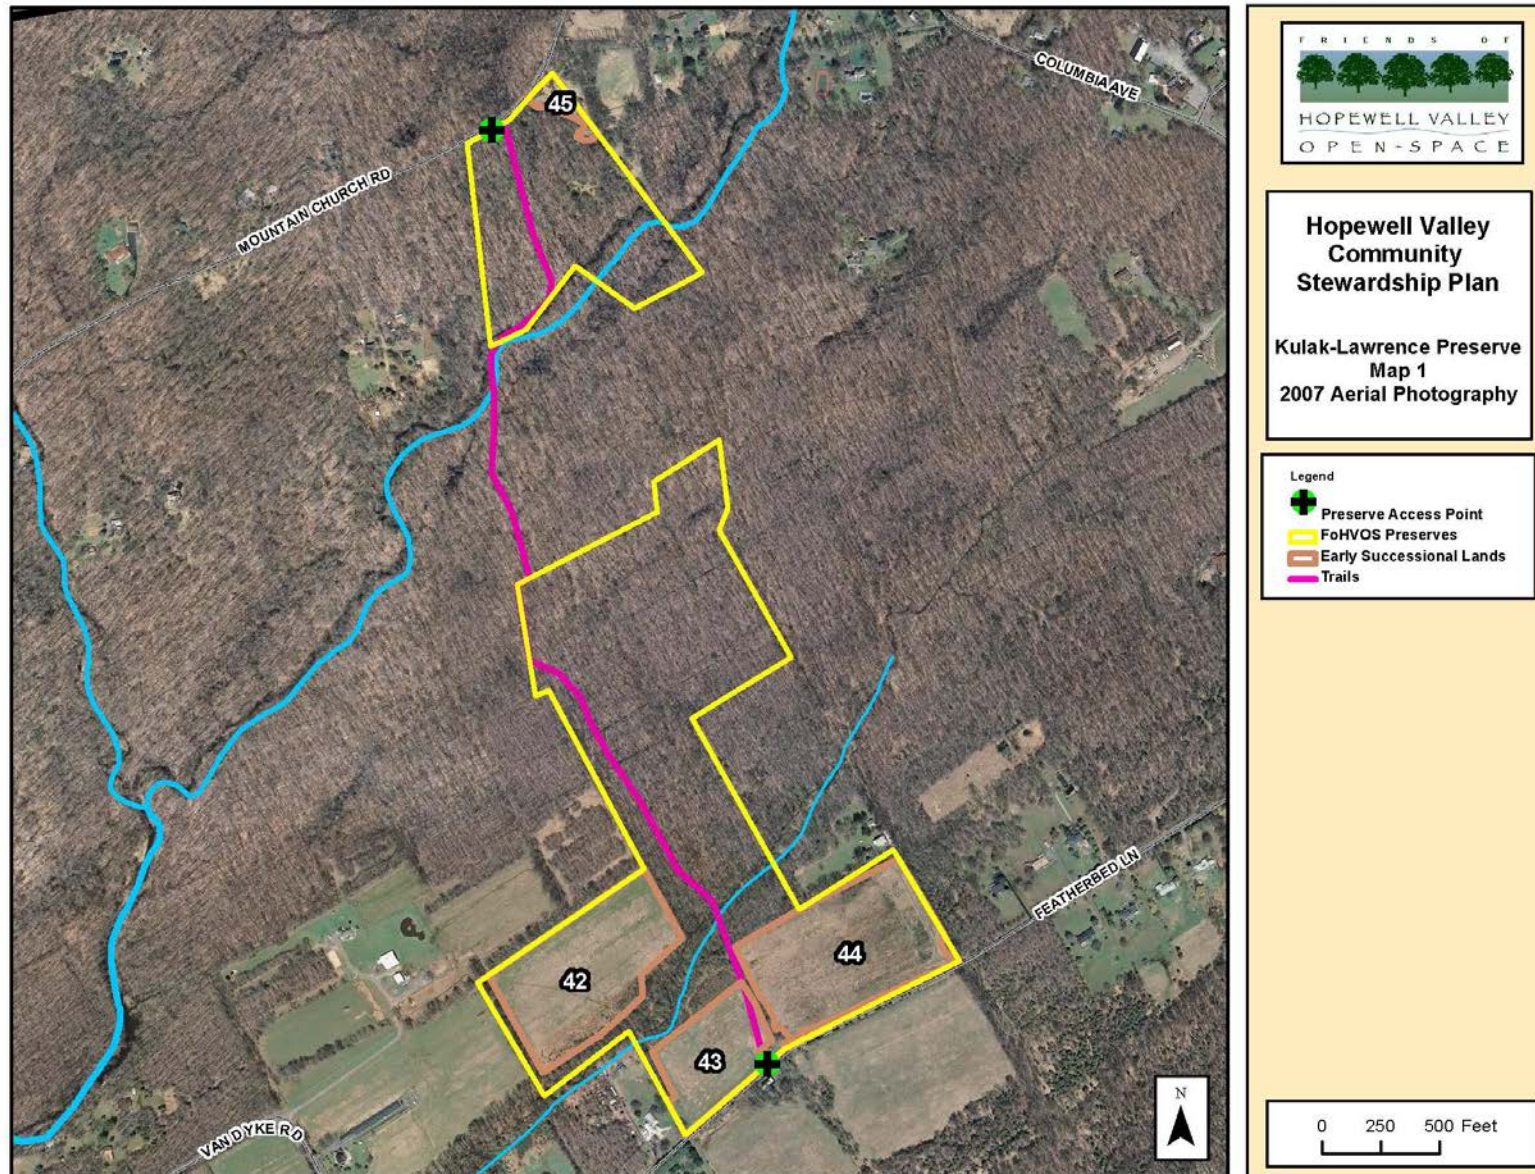 45
COLUMBIA AVE
MOUNTAIN CHURCH RD
44
42
43
FEATHERBED LN
VAN DYKE RD
N
FRIENDS OF
HOPEWELL VALLEY
OPEN-SPACE
Hopewell Valley
Community
Stewardship Plan
Kulak-Lawrence Preserve
Map 1
2007 Aerial Photography
Legend
Preserve Access Point
FoHVOS Preserves
Early Successional Lands
Trails
0 250 500 Feet